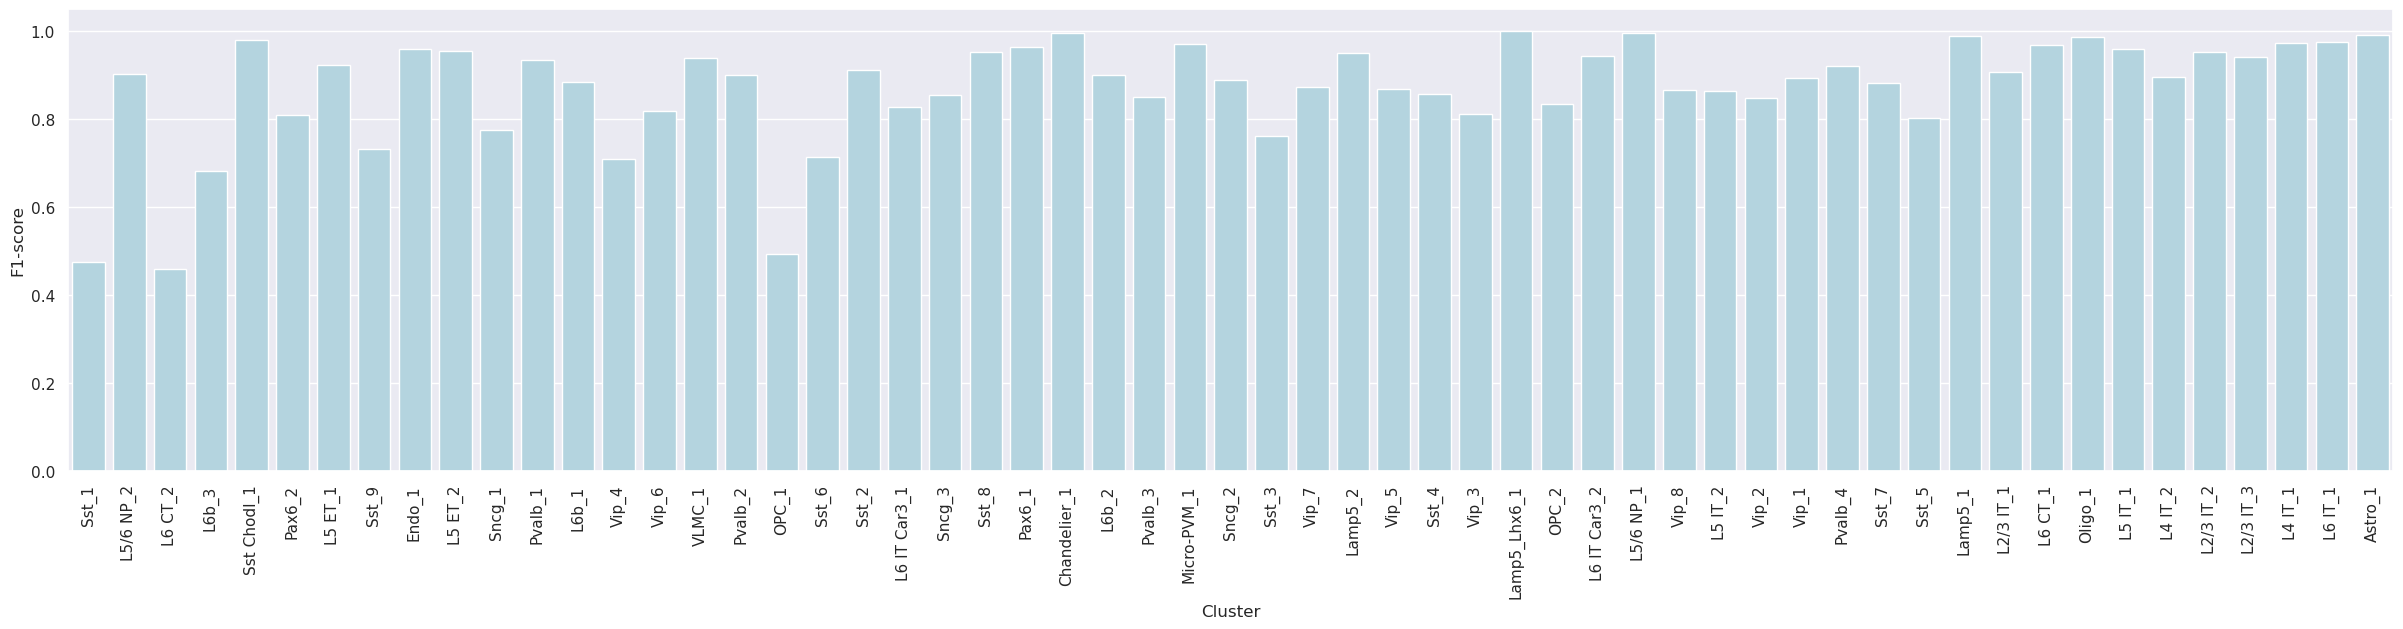 1.0
0.8
0.6
0.4
0.2
0.0
F1-score
Sst_1
L5/6 NP_2
L6 CT_2
L6b_3
Sst Chodl_1
Pax6_2
L5 ET_1
Sst_9
Endo_1
L5 ET_2
Sncg_1
Pvalb_1
L6b_1
Vip_4
Vip_6
VLMC_1
Pvalb_2
OPC_1
Sst_6
Sst_2
L6 IT Car3_1
Sncg_3
Sst_8
Pax6_1
Chandelier_1
L6b_2
Pvalb_3
Micro-PVM_1
Sncg_2
Sst_3
Vip_7
Lamp5_2
Vip_5
Sst_4
Vip_3
Lamp5_Lhx6_1
OPC_2
L6 IT Car3_2
L5/6 NP_1
Vip_8
L5 IT_2
Vip_2
Vip_1
Pvalb_4
Sst_7
Sst_5
Lamp5_1
L2/3 IT_1
L6 CT_1
Oligo_1
L5 IT_1
L4 IT_2
L2/3 IT_2
L2/3 IT_3
L4 IT_1
L6 IT_1
Astro_1
Cluster